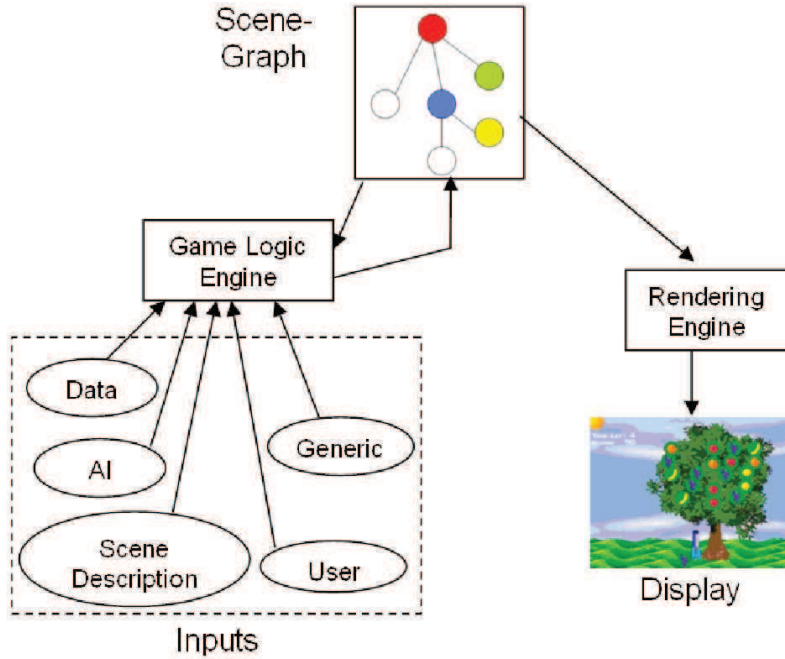 Scene-
Graph
Game Logic
Engine
Rendering
Engine
Data
AI
Generic
Scene
Description
User
Inputs
Display